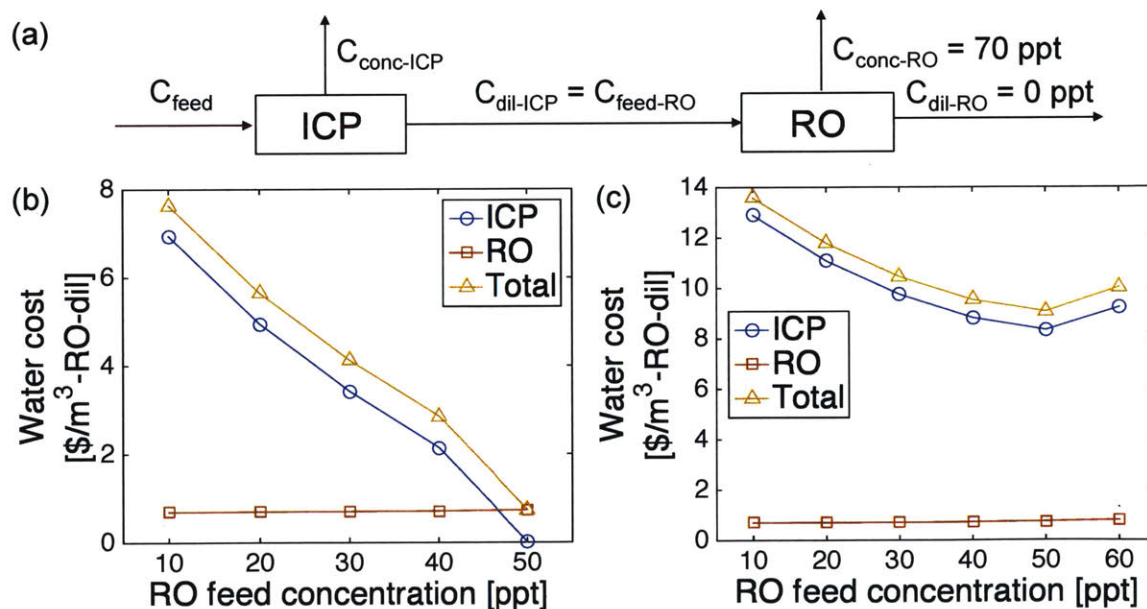 (a)
C_conc-ICP
C_conc-RO = 70 ppt
C_feed
C_dil-ICP = C_feed-RO
C_dil-RO = 0 ppt
ICP
RO
(b)
Water cost
[$/m³-RO-dil]
8
6
4
2
0
ICP
RO
Total
10 20 30 40 50
RO feed concentration [ppt]
(c)
Water cost
[$/m³-RO-dil]
14
12
10
8
6
4
2
0
ICP
RO
Total
10 20 30 40 50 60
RO feed concentration [ppt]